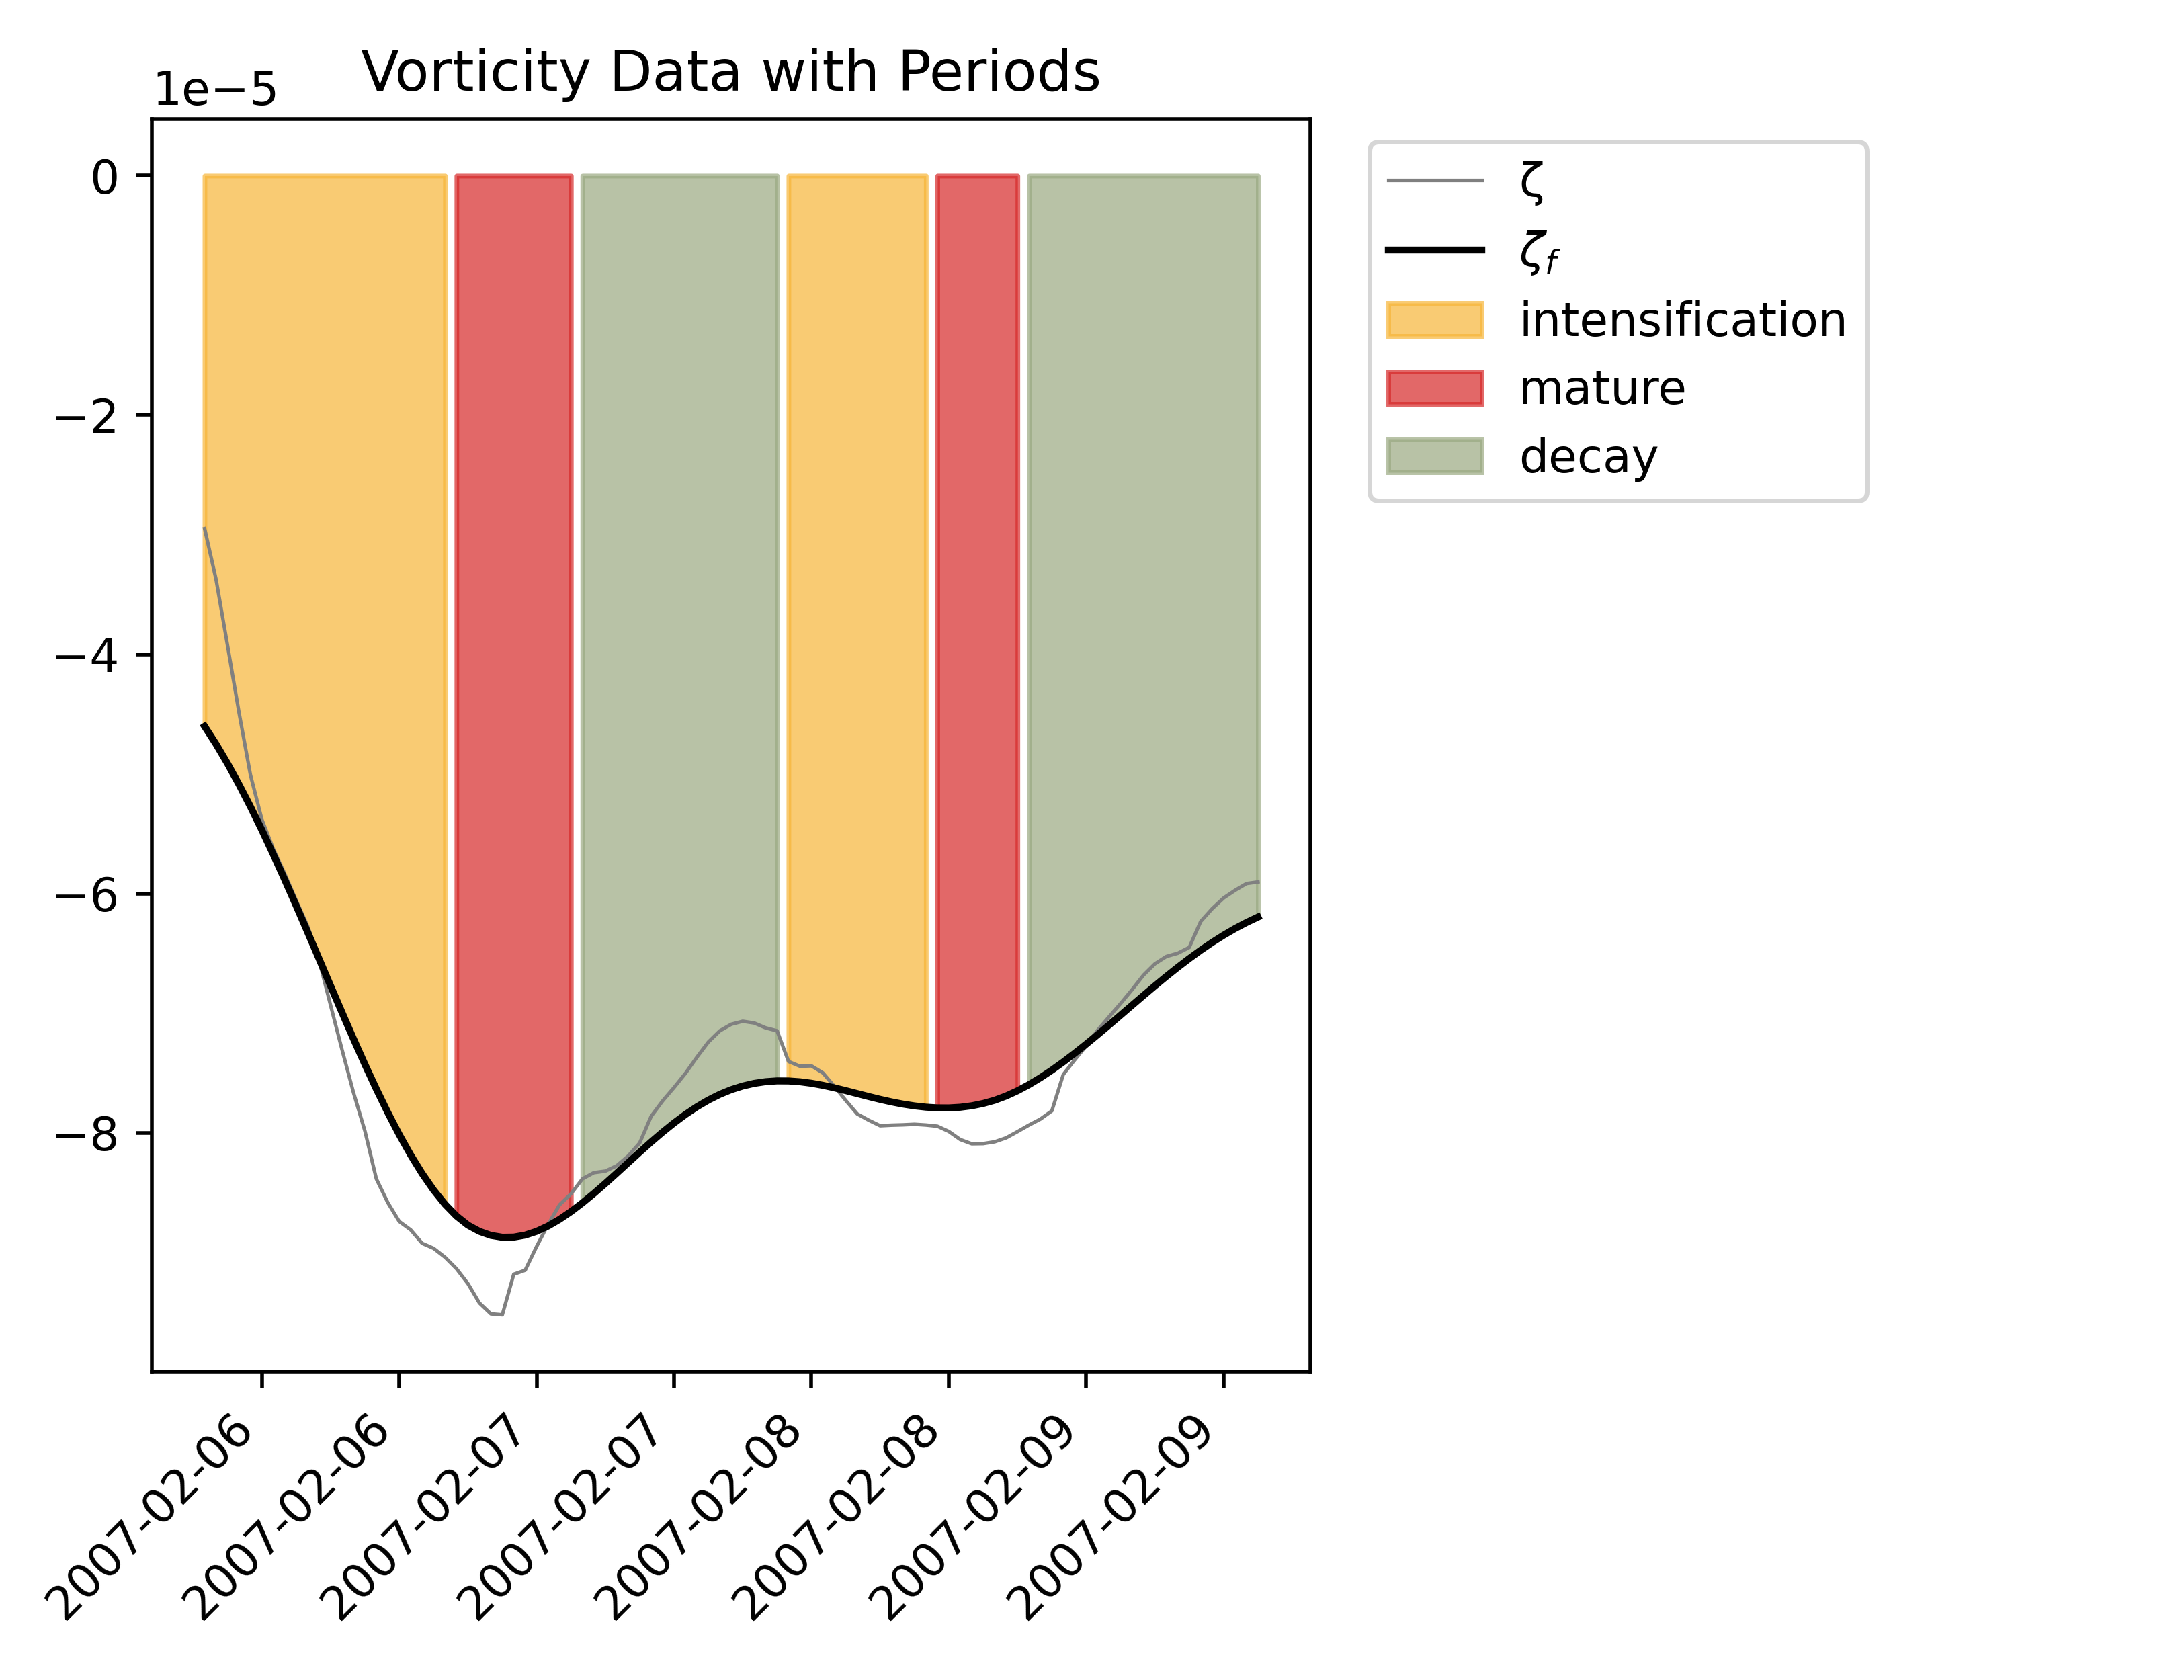 Vorticity Data with Periods
1e−5
0
−2
−4
−6
−8
2007-02-06
2007-02-06
2007-02-07
2007-02-07
2007-02-08
2007-02-08
2007-02-09
2007-02-09
ζ
ζf
intensification
mature
decay